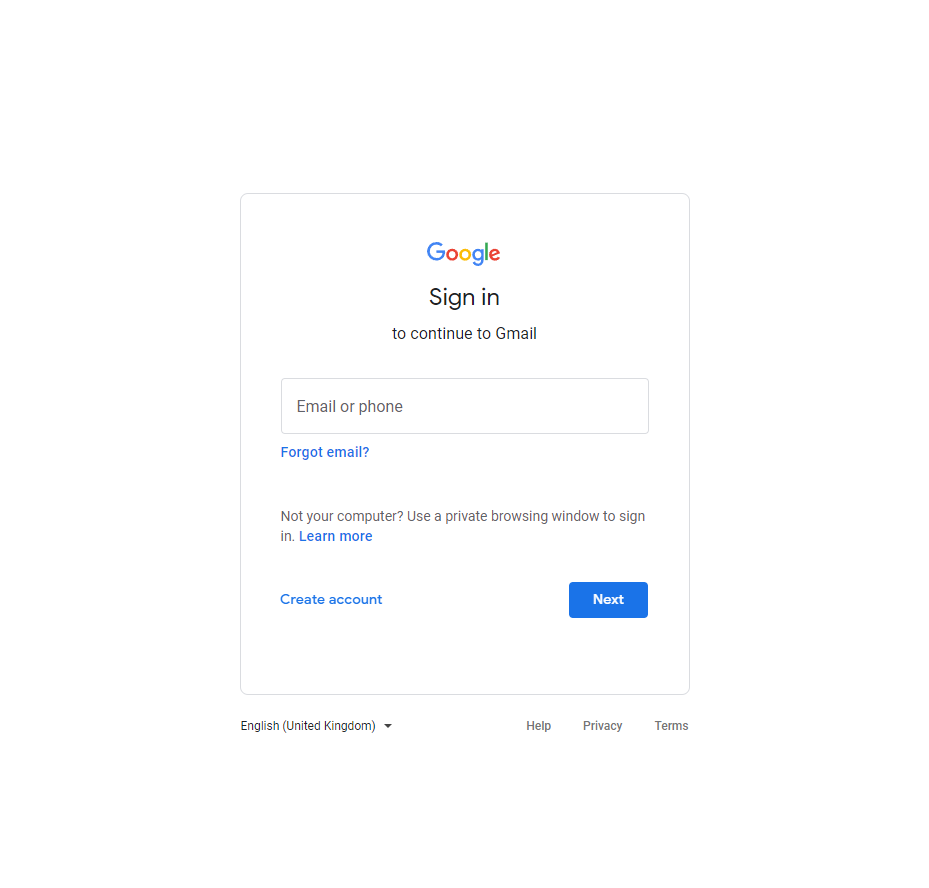 Google
Sign in
to continue to Gmail
Email or phone
Forgot email?
Not your computer? Use a private browsing window to sign
in. Learn more
Create account
Next
English (United Kingdom)
Help
Privacy
Terms